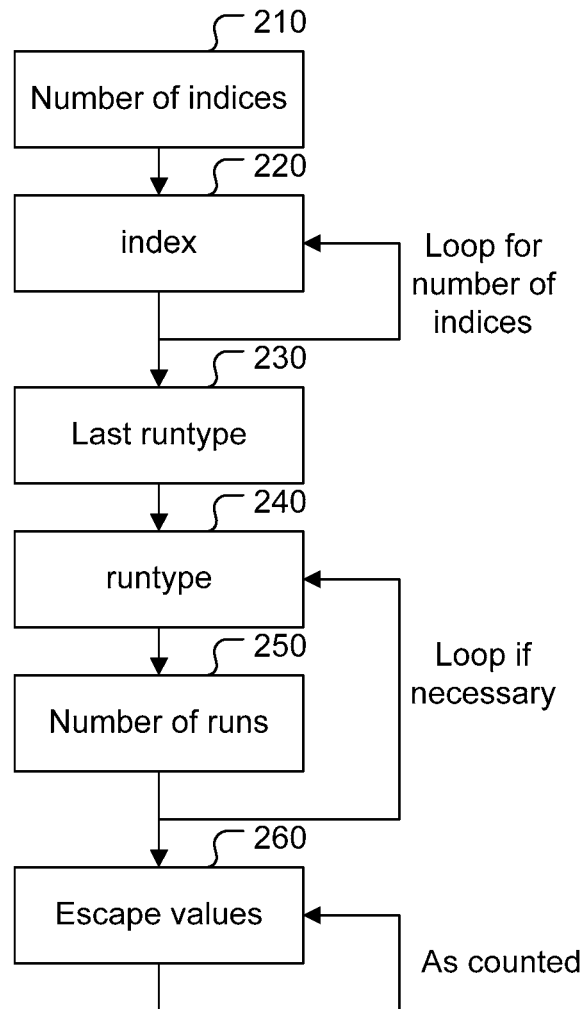 210
Number of indices
220
index
Loop for
number of
indices
230
Last runtype
240
runtype
250
Loop if
necessary
Number of runs
260
Escape values
As counted